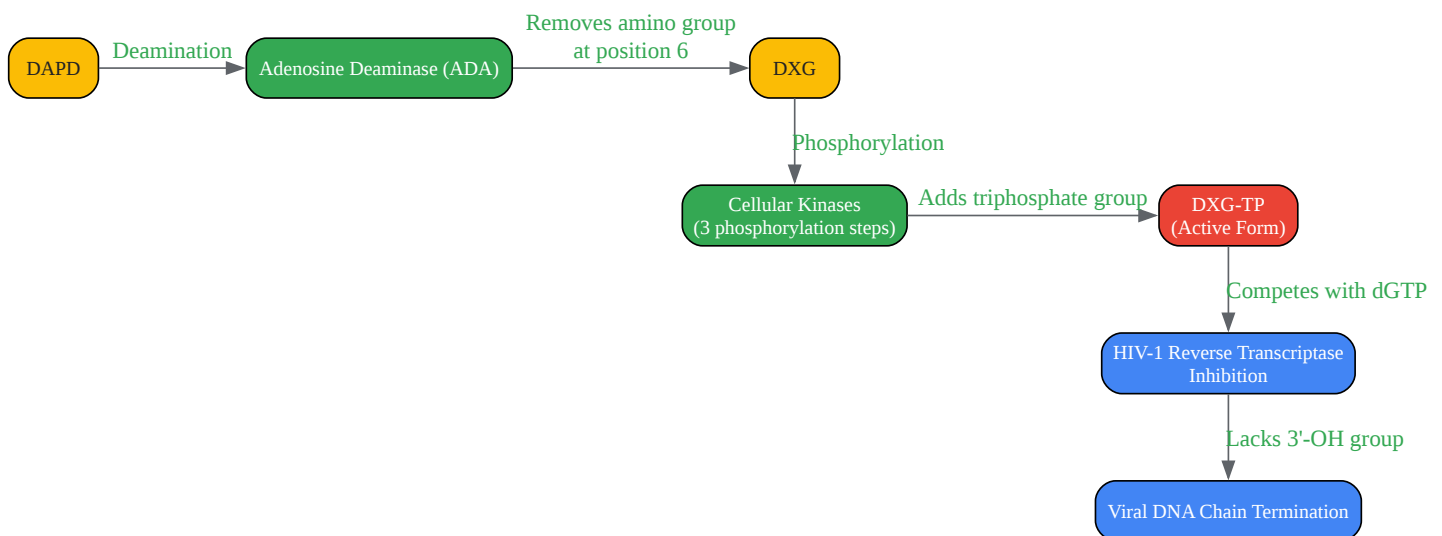 DAPD
Deamination
Adenosine Deaminase (ADA)
Removes amino group
at position 6
DXG
Phosphorylation
Cellular Kinases
(3 phosphorylation steps)
Adds triphosphate group
DXG-TP
(Active Form)
Competes with dGTP
HIV-1 Reverse Transcriptase
Inhibition
Lacks 3'-OH group
Viral DNA Chain Termination